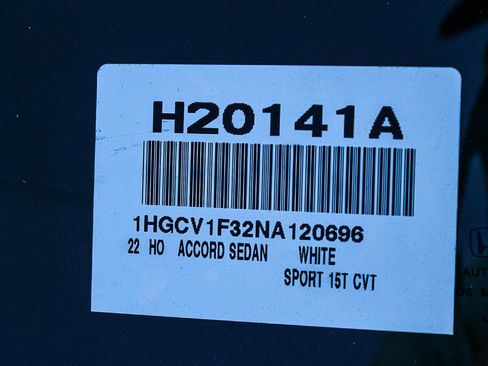 H20141A
1HGCV1F32NA120696
22 HO ACCORD SEDAN WHITE
SPORT 15T CVT